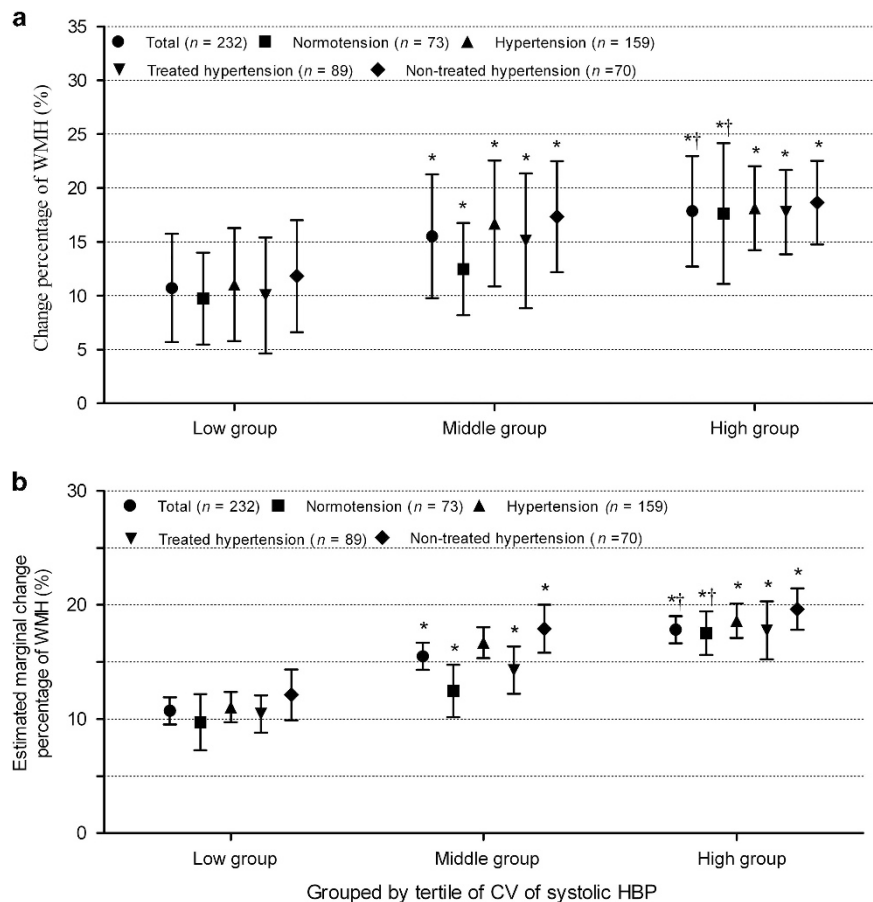 a
Change percentage of WMH (%)
35
30
25
20
15
10
5
0
Total (n = 232) Normotension (n = 73) Hypertension (n = 159)
Treated hypertension (n = 89) Non-treated hypertension (n =70)
* * * * *
*† *† * * *
Low group Middle group High group
b
Estimated marginal change
percentage of WMH (%)
30
20
10
0
Total (n = 232) Normotension (n = 73) Hypertension (n = 159)
Treated hypertension (n = 89) Non-treated hypertension (n =70)
* * * *
*† *† * * *
Low group Middle group High group
Grouped by tertile of CV of systolic HBP